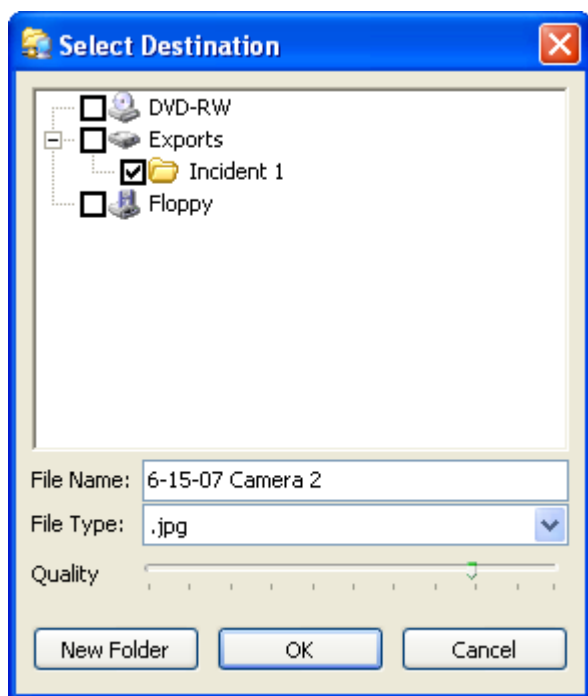 Select Destination
DVD-RW
Exports
Incident 1
Floppy
File Name: 6-15-07 Camera 2
File Type: .jpg
Quality
New Folder OK Cancel